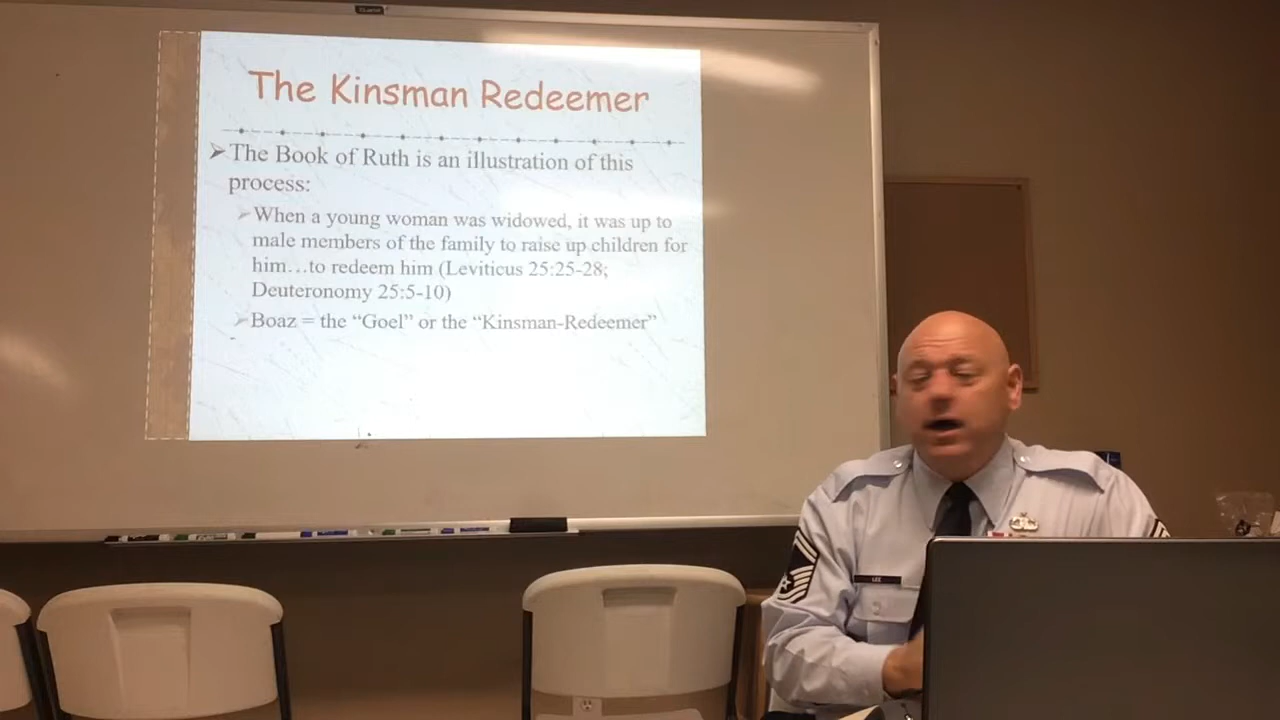 The Kinsman Redeemer
The Book of Ruth is an illustration of this
process:
When a young woman was widowed, it was up to
male members of the family to raise up children for
him…to redeem him (Leviticus 25:25-28;
Deuteronomy 25:5-10)
Boaz = the “Goel” or the “Kinsman-Redeemer”
LEE